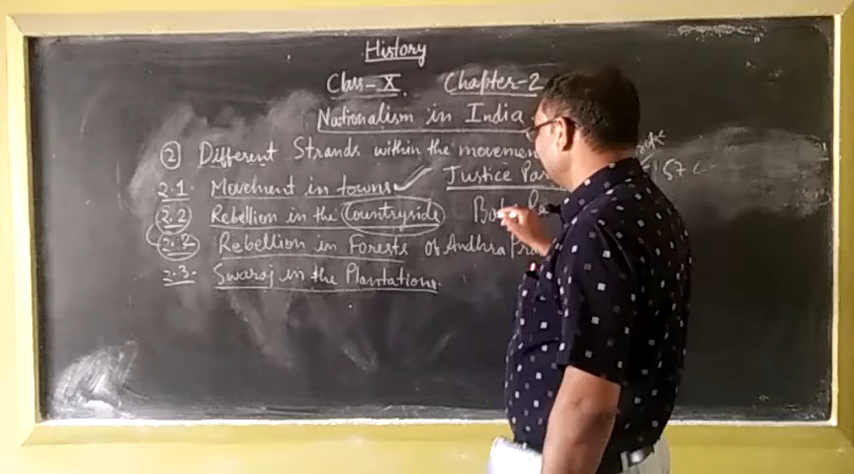 History
Class-X Chapter-2
Nationalism in India
② Different Strands within the movemen
2.1. Movement in towns ✓ Justice Par
2.2 Rebellion in the Countryside
2.2 Rebellion in Forests of Andhra Pra
2.3. Swaraj in the Plantations.